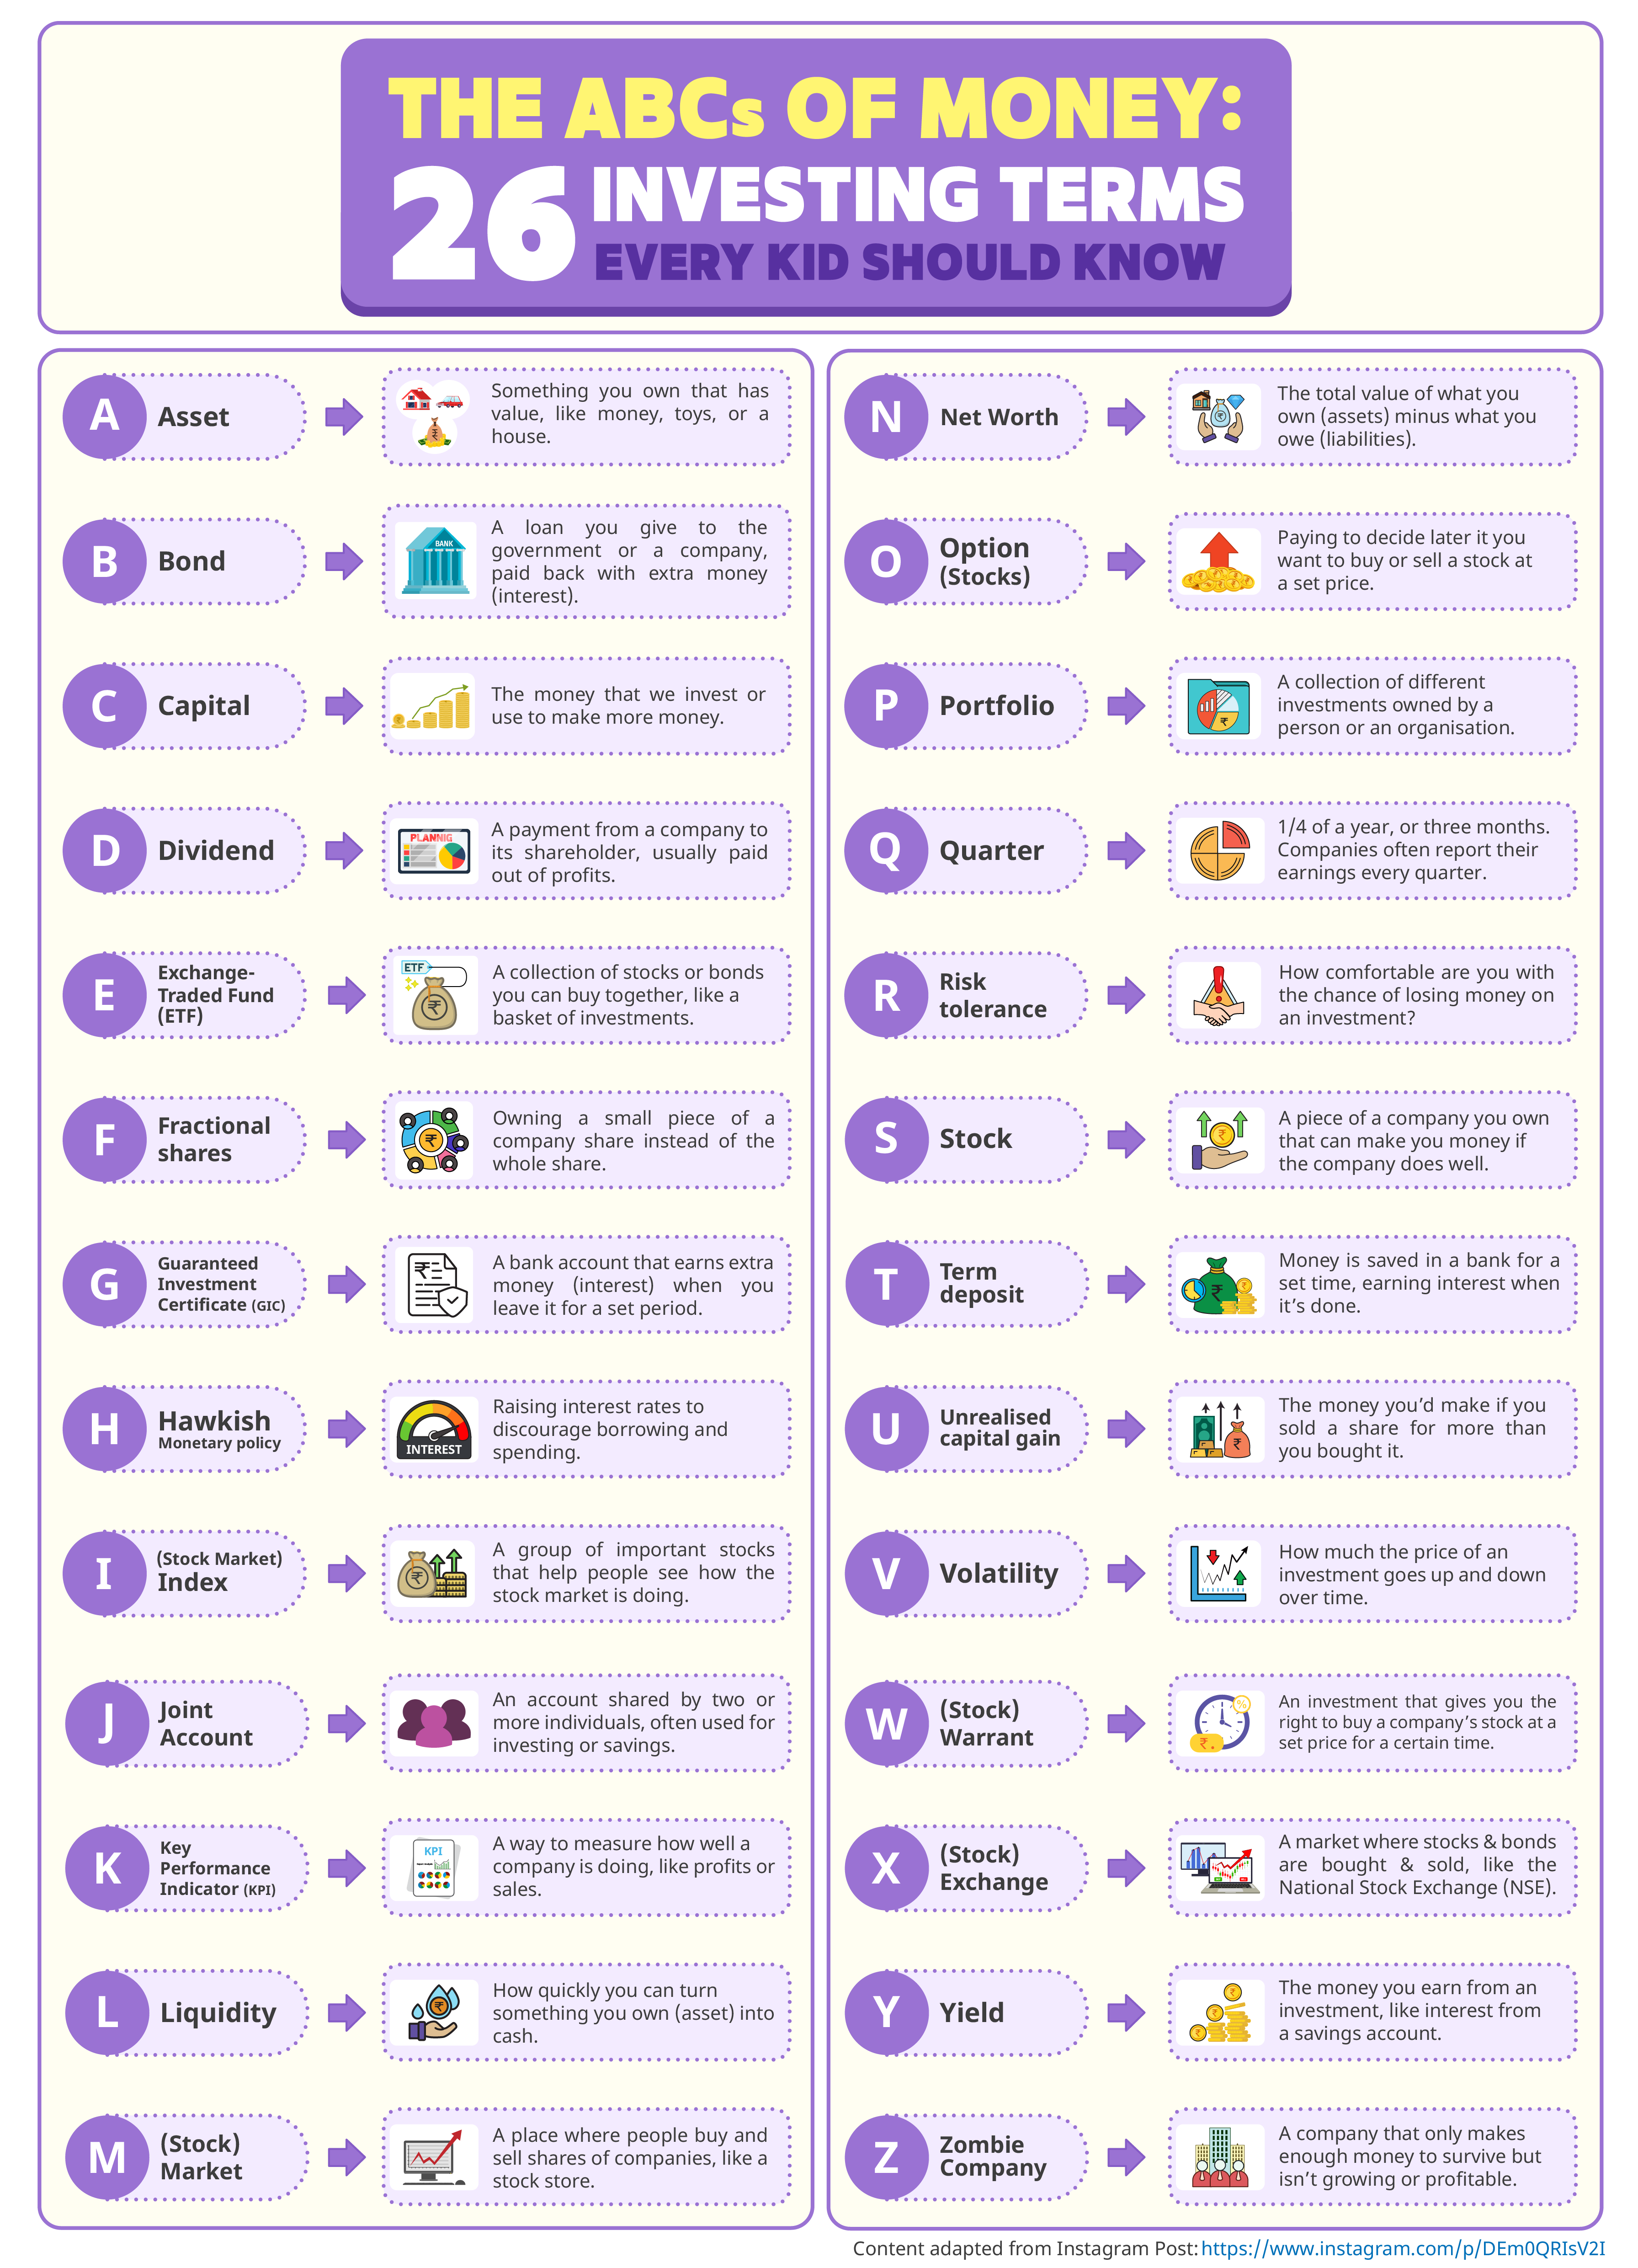 THE ABCs OF MONEY:
26 INVESTING TERMS
EVERY KID SHOULD KNOW
A
Asset
Something you own that has
value, like money, toys, or a
house.
B
Bond
BANK
A loan you give to the
government or a company,
paid back with extra money
(interest).
C
Capital
The money that we invest or
use to make more money.
D
Dividend
PLANNIG
A payment from a company to
its shareholder, usually paid
out of profits.
E
Exchange-
Traded Fund
(ETF)
ETF
₹
A collection of stocks or bonds
you can buy together, like a
basket of investments.
F
Fractional
shares
₹
Owning a small piece of a
company share instead of the
whole share.
G
Guaranteed
Investment
Certificate (GIC)
₹
A bank account that earns extra
money (interest) when you
leave it for a set period.
H
Hawkish
Monetary policy
INTEREST
Raising interest rates to
discourage borrowing and
spending.
I
(Stock Market)
Index
₹
A group of important stocks
that help people see how the
stock market is doing.
J
Joint
Account
An account shared by two or
more individuals, often used for
investing or savings.
K
Key
Performance
Indicator (KPI)
KPI
A way to measure how well a
company is doing, like profits or
sales.
L
Liquidity
₹
How quickly you can turn
something you own (asset) into
cash.
M
(Stock)
Market
A place where people buy and
sell shares of companies, like a
stock store.
N
Net Worth
₹
The total value of what you
own (assets) minus what you
owe (liabilities).
O
Option
(Stocks)
Paying to decide later it you
want to buy or sell a stock at
a set price.
P
Portfolio
₹
A collection of different
investments owned by a
person or an organisation.
Q
Quarter
1/4 of a year, or three months.
Companies often report their
earnings every quarter.
R
Risk
tolerance
How comfortable are you with
the chance of losing money on
an investment?
S
Stock
₹
A piece of a company you own
that can make you money if
the company does well.
T
Term
deposit
₹
Money is saved in a bank for a
set time, earning interest when
it’s done.
U
Unrealised
capital gain
₹
The money you’d make if you
sold a share for more than
you bought it.
V
Volatility
How much the price of an
investment goes up and down
over time.
W
(Stock)
Warrant
%
₹.
An investment that gives you the
right to buy a company’s stock at a
set price for a certain time.
X
(Stock)
Exchange
A market where stocks & bonds
are bought & sold, like the
National Stock Exchange (NSE).
Y
Yield
₹
₹
₹
The money you earn from an
investment, like interest from
a savings account.
Z
Zombie
Company
A company that only makes
enough money to survive but
isn’t growing or profitable.
Content adapted from Instagram Post: https://www.instagram.com/p/DEm0QRIsV2I